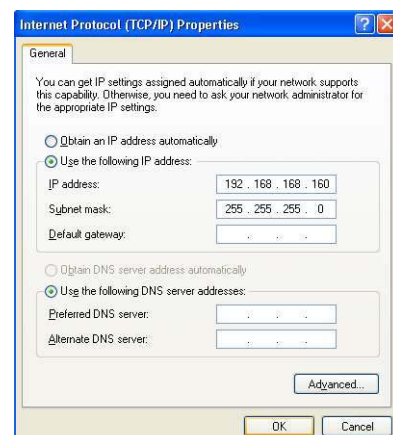 Internet Protocol (TCP/IP) Properties
General
You can get IP settings assigned automatically if your network supports
this capability. Otherwise, you need to ask your network administrator for
the appropriate IP settings.
Obtain an IP address automatically
Use the following IP address:
IP address: 192 . 168 . 168 . 160
Subnet mask: 255 . 255 . 255 . 0
Default gateway: . . .
Obtain DNS server address automatically
Use the following DNS server addresses:
Preferred DNS server: . . .
Alternate DNS server: . . .
Advanced...
OK Cancel